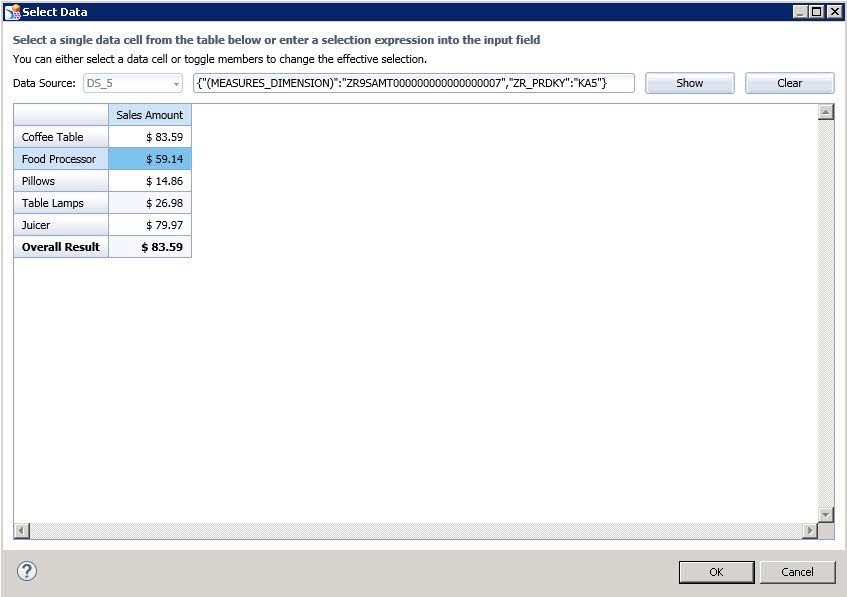 Select Data
Select a single data cell from the table below or enter a selection expression into the input field
You can either select a data cell or toggle members to change the effective selection.
Data Source: DS_5 {"(MEASURES_DIMENSION)":"ZR9SAMT000000000000000007","ZR_PRDKY":"KA5"} Show Clear
Sales Amount
Coffee Table $ 83.59
Food Processor $ 59.14
Pillows $ 14.86
Table Lamps $ 26.98
Juicer $ 79.97
Overall Result $ 83.59
? OK Cancel